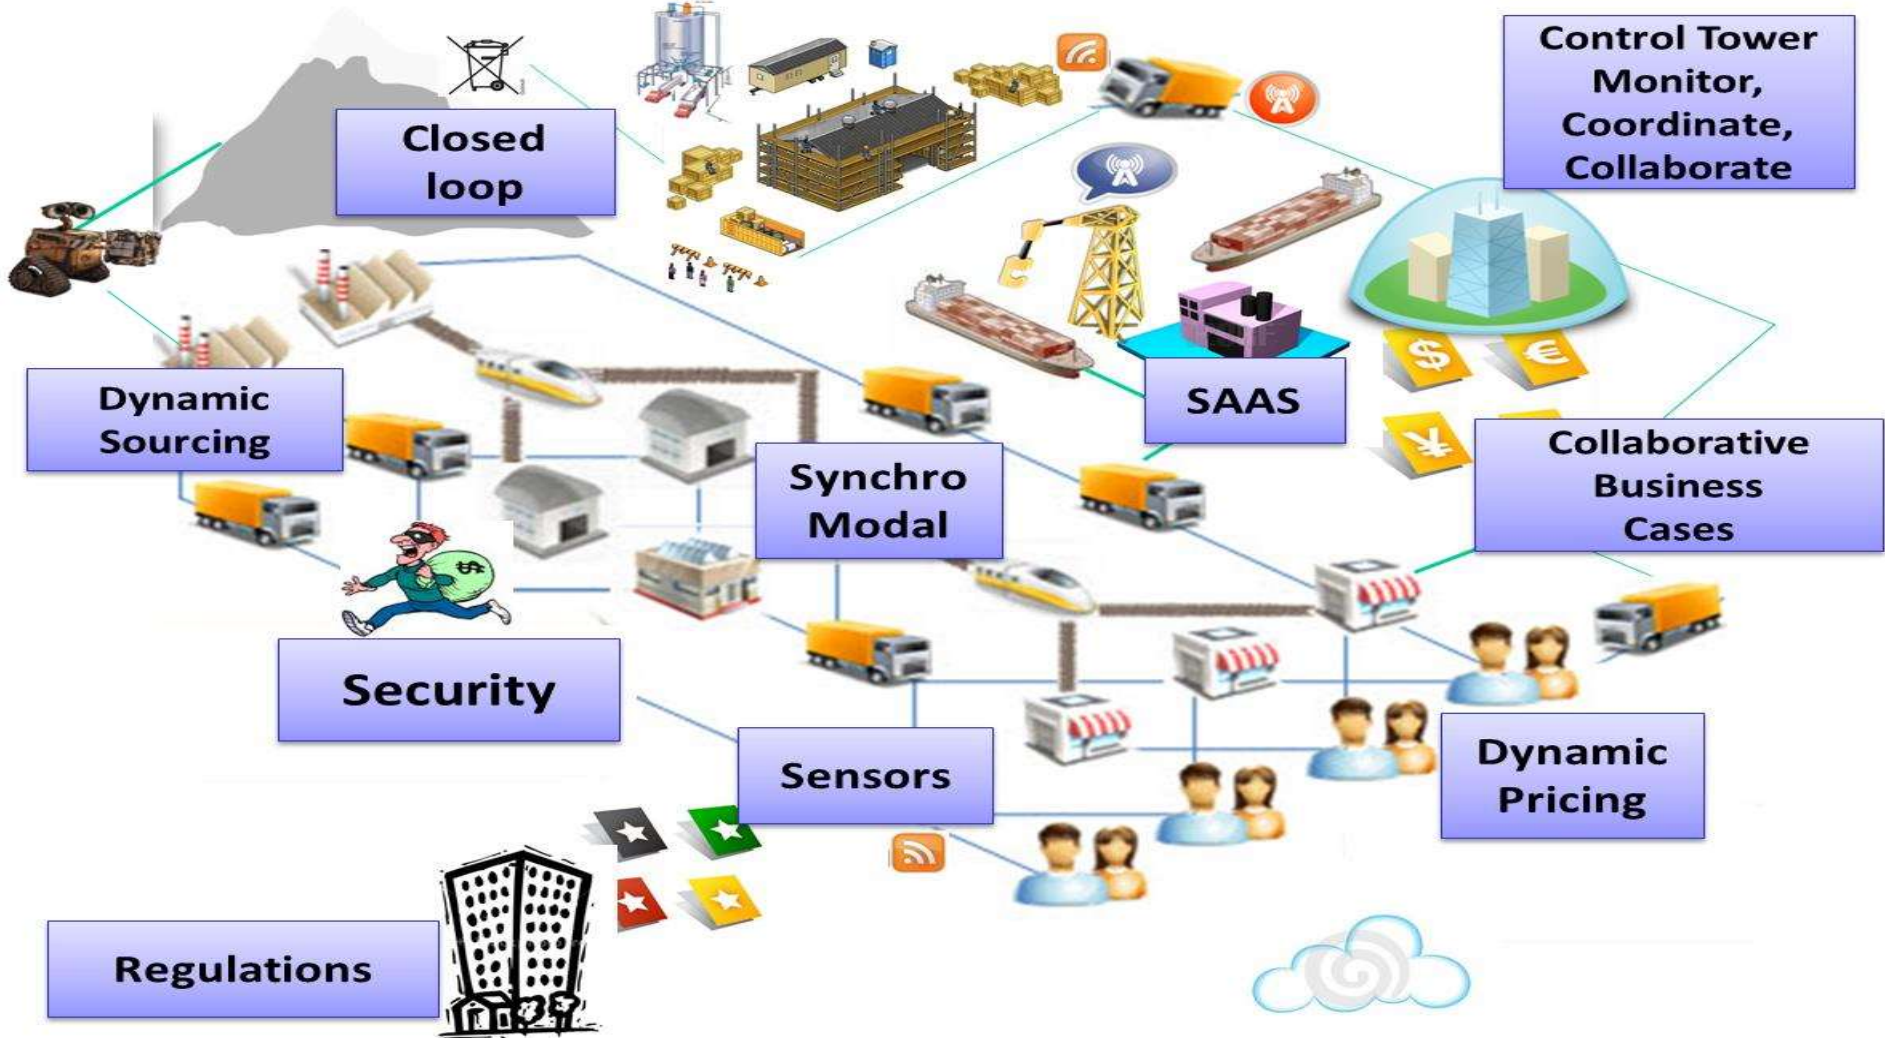 Control Tower
Monitor,
Coordinate,
Collaborate
Closed
loop
Dynamic
Sourcing
SAAS
$
€
¥
Collaborative
Business
Cases
Synchro
Modal
$
Security
Sensors
Dynamic
Pricing
Regulations